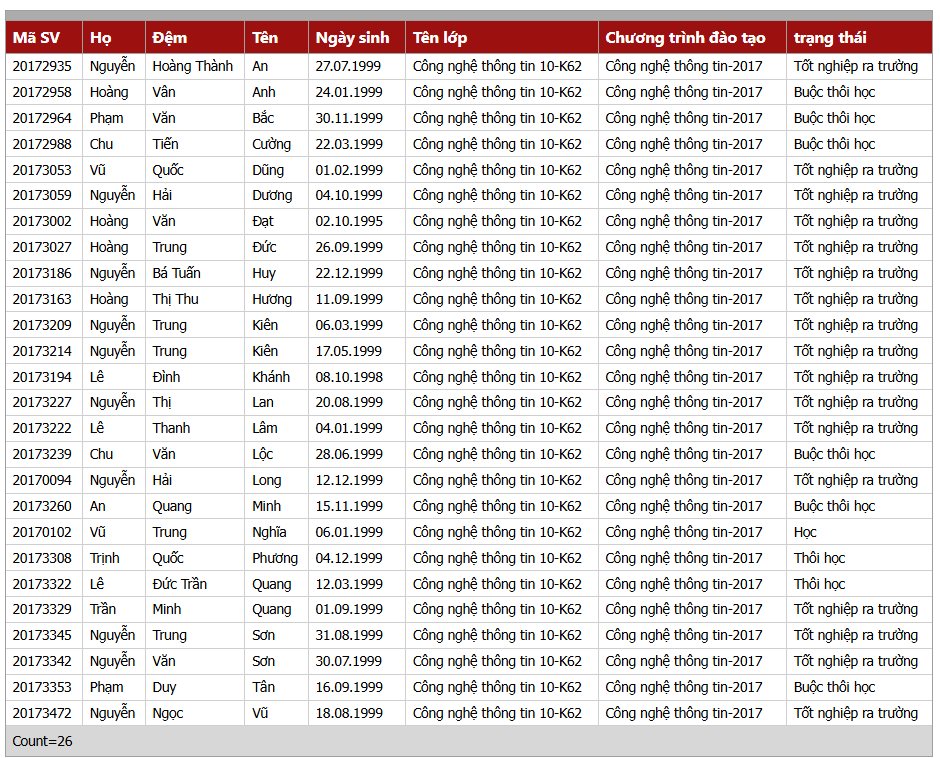 Mã SV Họ Đệm Tên Ngày sinh Tên lớp Chương trình đào tạo trạng thái
20172935 Nguyễn Hoàng Thành An 27.07.1999 Công nghệ thông tin 10-K62 Công nghệ thông tin-2017 Tốt nghiệp ra trường
20172958 Hoàng Vân Anh 24.01.1999 Công nghệ thông tin 10-K62 Công nghệ thông tin-2017 Buộc thôi học
20172964 Phạm Văn Bắc 30.11.1999 Công nghệ thông tin 10-K62 Công nghệ thông tin-2017 Buộc thôi học
20172988 Chu Tiến Cường 22.03.1999 Công nghệ thông tin 10-K62 Công nghệ thông tin-2017 Buộc thôi học
20173053 Vũ Quốc Dũng 01.02.1999 Công nghệ thông tin 10-K62 Công nghệ thông tin-2017 Tốt nghiệp ra trường
20173059 Nguyễn Hải Dương 04.10.1999 Công nghệ thông tin 10-K62 Công nghệ thông tin-2017 Tốt nghiệp ra trường
20173002 Hoàng Văn Đạt 02.10.1995 Công nghệ thông tin 10-K62 Công nghệ thông tin-2017 Tốt nghiệp ra trường
20173027 Hoàng Trung Đức 26.09.1999 Công nghệ thông tin 10-K62 Công nghệ thông tin-2017 Tốt nghiệp ra trường
20173186 Nguyễn Bá Tuấn Huy 22.12.1999 Công nghệ thông tin 10-K62 Công nghệ thông tin-2017 Tốt nghiệp ra trường
20173163 Hoàng Thị Thu Hương 11.09.1999 Công nghệ thông tin 10-K62 Công nghệ thông tin-2017 Tốt nghiệp ra trường
20173209 Nguyễn Trung Kiên 06.03.1999 Công nghệ thông tin 10-K62 Công nghệ thông tin-2017 Tốt nghiệp ra trường
20173214 Nguyễn Trung Kiên 17.05.1999 Công nghệ thông tin 10-K62 Công nghệ thông tin-2017 Tốt nghiệp ra trường
20173194 Lê Đình Khánh 08.10.1998 Công nghệ thông tin 10-K62 Công nghệ thông tin-2017 Tốt nghiệp ra trường
20173227 Nguyễn Thị Lan 20.08.1999 Công nghệ thông tin 10-K62 Công nghệ thông tin-2017 Tốt nghiệp ra trường
20173222 Lê Thanh Lâm 04.01.1999 Công nghệ thông tin 10-K62 Công nghệ thông tin-2017 Tốt nghiệp ra trường
20173239 Chu Văn Lộc 28.06.1999 Công nghệ thông tin 10-K62 Công nghệ thông tin-2017 Buộc thôi học
20170094 Nguyễn Hải Long 12.12.1999 Công nghệ thông tin 10-K62 Công nghệ thông tin-2017 Tốt nghiệp ra trường
20173260 An Quang Minh 15.11.1999 Công nghệ thông tin 10-K62 Công nghệ thông tin-2017 Buộc thôi học
20170102 Vũ Trung Nghĩa 06.01.1999 Công nghệ thông tin 10-K62 Công nghệ thông tin-2017 Học
20173308 Trịnh Quốc Phương 04.12.1999 Công nghệ thông tin 10-K62 Công nghệ thông tin-2017 Thôi học
20173322 Lê Đức Trần Quang 12.03.1999 Công nghệ thông tin 10-K62 Công nghệ thông tin-2017 Thôi học
20173329 Trần Minh Quang 01.09.1999 Công nghệ thông tin 10-K62 Công nghệ thông tin-2017 Tốt nghiệp ra trường
20173345 Nguyễn Trung Sơn 31.08.1999 Công nghệ thông tin 10-K62 Công nghệ thông tin-2017 Tốt nghiệp ra trường
20173342 Nguyễn Văn Sơn 30.07.1999 Công nghệ thông tin 10-K62 Công nghệ thông tin-2017 Tốt nghiệp ra trường
20173353 Phạm Duy Tân 16.09.1999 Công nghệ thông tin 10-K62 Công nghệ thông tin-2017 Buộc thôi học
20173472 Nguyễn Ngọc Vũ 18.08.1999 Công nghệ thông tin 10-K62 Công nghệ thông tin-2017 Tốt nghiệp ra trường
Count=26